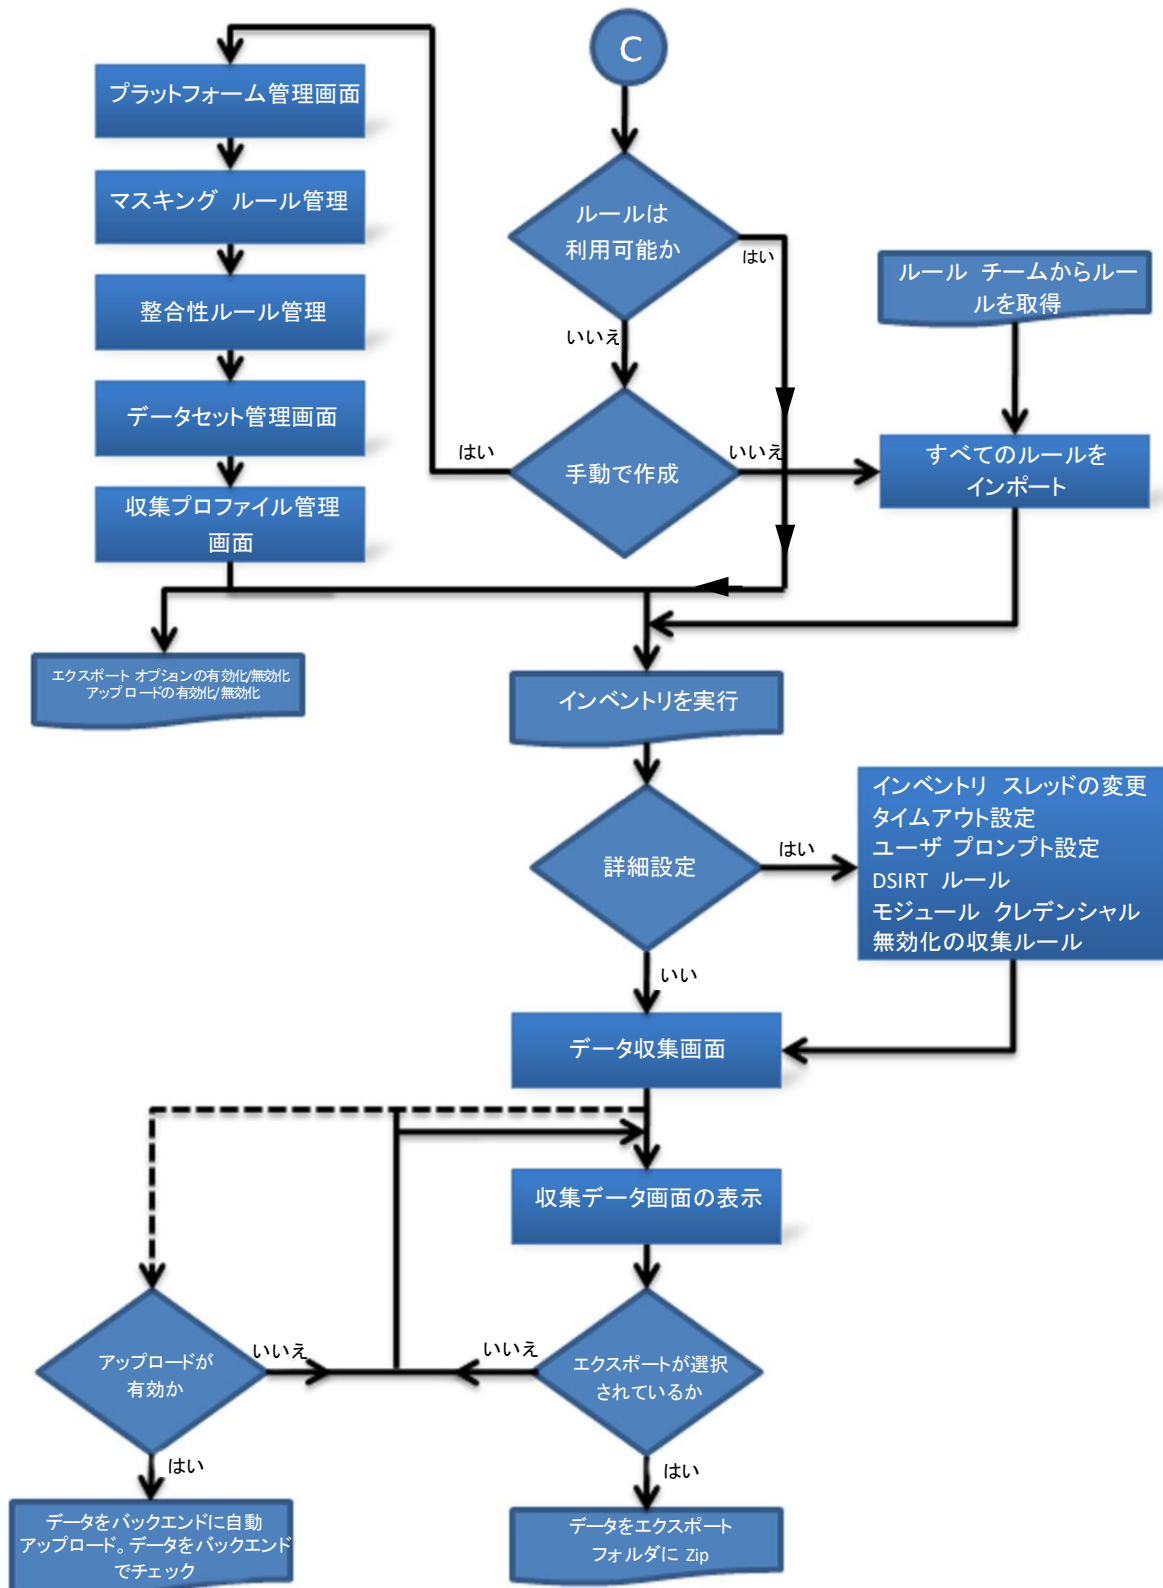 C
プラットフォーム管理画面
マスキング ルール管理
整合性ルール管理
データセット管理画面
収集プロファイル管理
画面
ルールは
利用可能か
はい
いいえ
ルール チームからルー
ルを取得
はい
手動で作成
いいえ
すべてのルールを
インポート
エクスポート オプションの有効化/無効化
アップロードの有効化/無効化
インベントリを実行
詳細設定
はい
インベントリ スレッドの変更
タイムアウト設定
ユーザ プロンプト設定
DSIRT ルール
モジュール クレデンシャル
無効化の収集ルール
いい
データ収集画面
収集データ画面の表示
アップロードが
有効か
いいえ
いいえ
エクスポートが選択
されているか
はい
はい
データをバックエンドに自動
アップロード。データをバックエンド
でチェック
データをエクスポート
フォルダに Zip